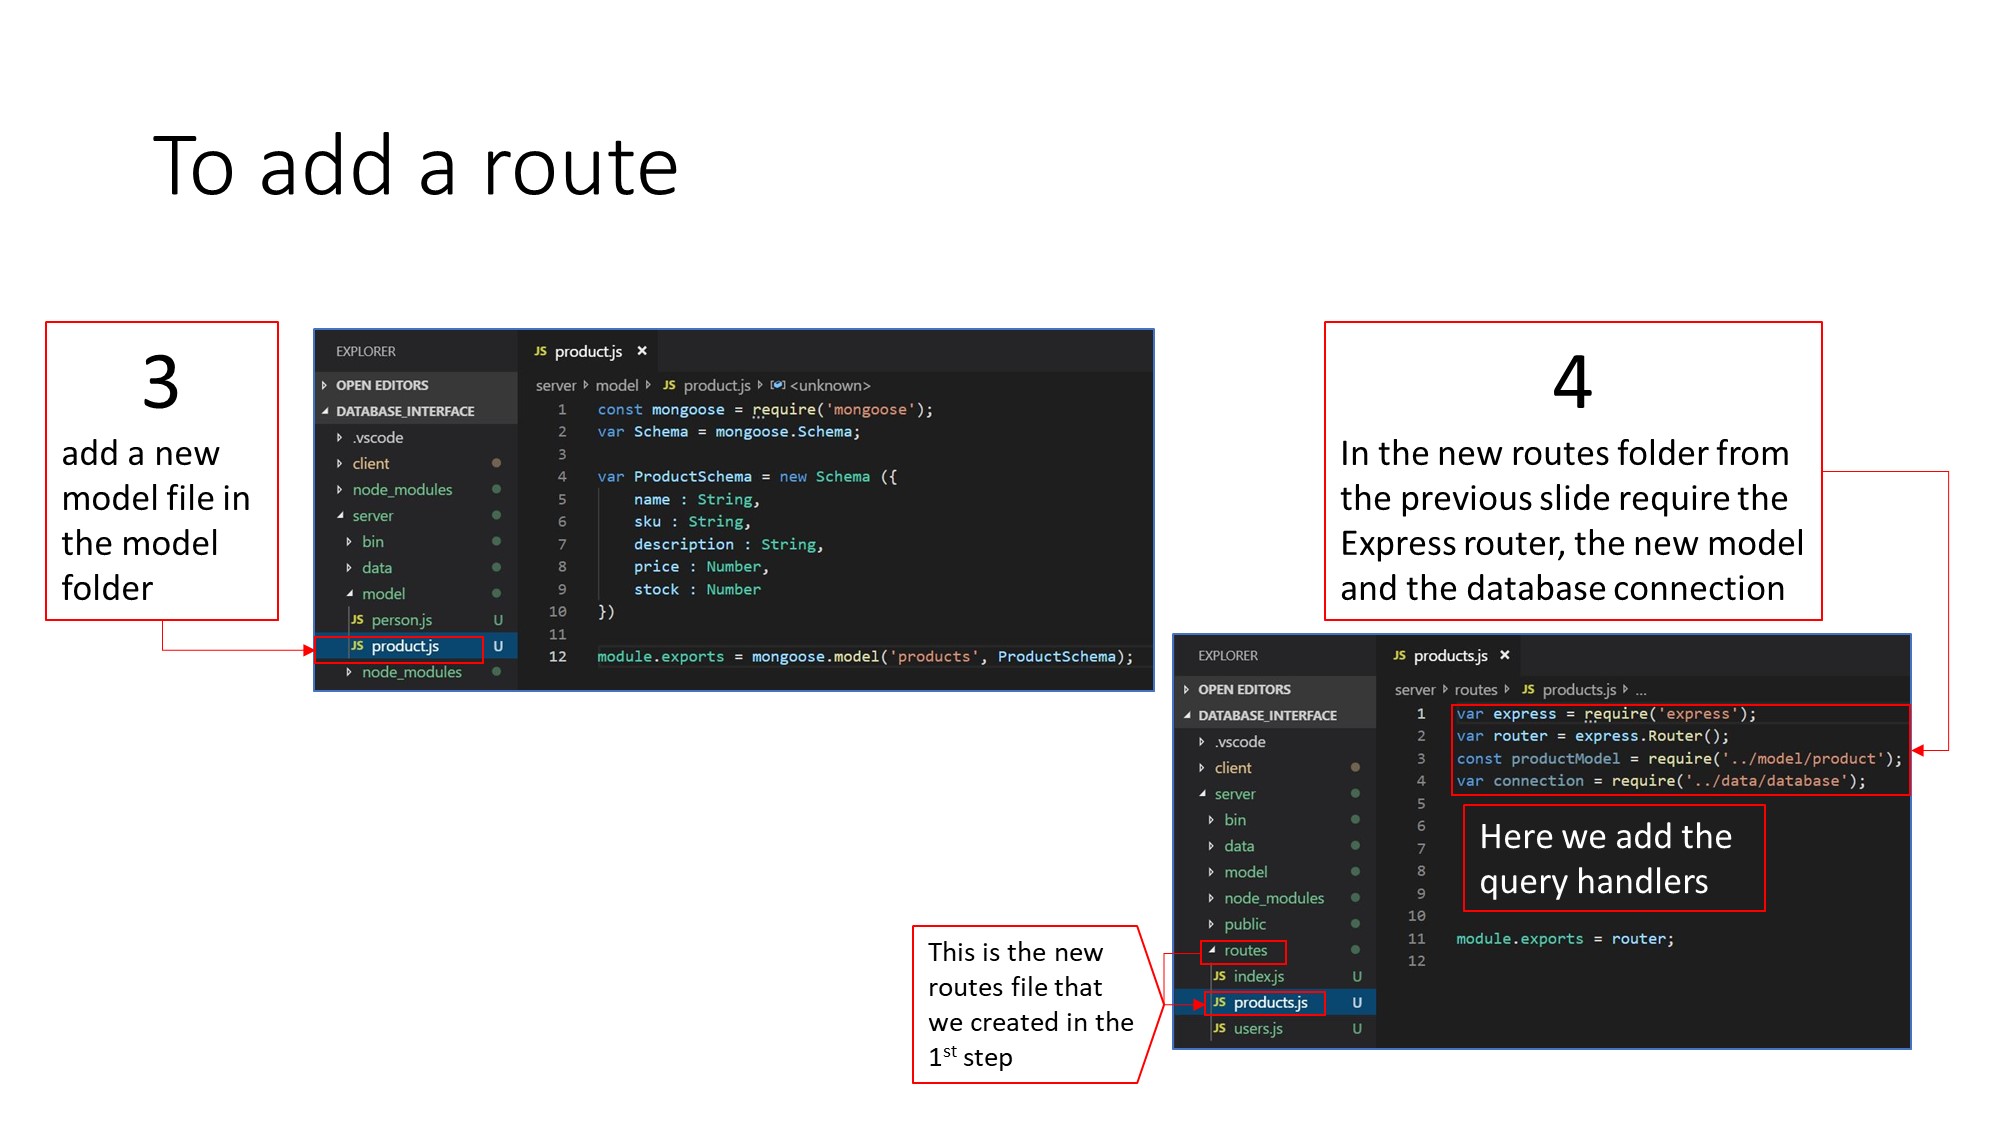 To add a route
3
add a new
model file in
the model
folder
EXPLORER
OPEN EDITORS
DATABASE_INTERFACE
.vscode
client
node_modules
server
bin
data
model
JS person.js U
JS product.js U
node_modules
JS product.js ×
server model JS product.js <unknown>
1 const mongoose = require('mongoose');
2 var Schema = mongoose.Schema;
3
4 var ProductSchema = new Schema ({
5 name : String,
6 sku : String,
7 description : String,
8 price : Number,
9 stock : Number
10 })
11
12 module.exports = mongoose.model('products', ProductSchema);
4
In the new routes folder from
the previous slide require the
Express router, the new model
and the database connection
EXPLORER
OPEN EDITORS
DATABASE_INTERFACE
.vscode
client
server
bin
data
model
node_modules
public
routes
JS index.js U
JS products.js U
JS users.js U
JS products.js ×
server routes JS products.js ...
1 var express = require('express');
2 var router = express.Router();
3 const productModel = require('../model/product');
4 var connection = require('../data/database');
5
6
7
8
9
10
11 module.exports = router;
12
Here we add the
query handlers
This is the new
routes file that
we created in the
1st step